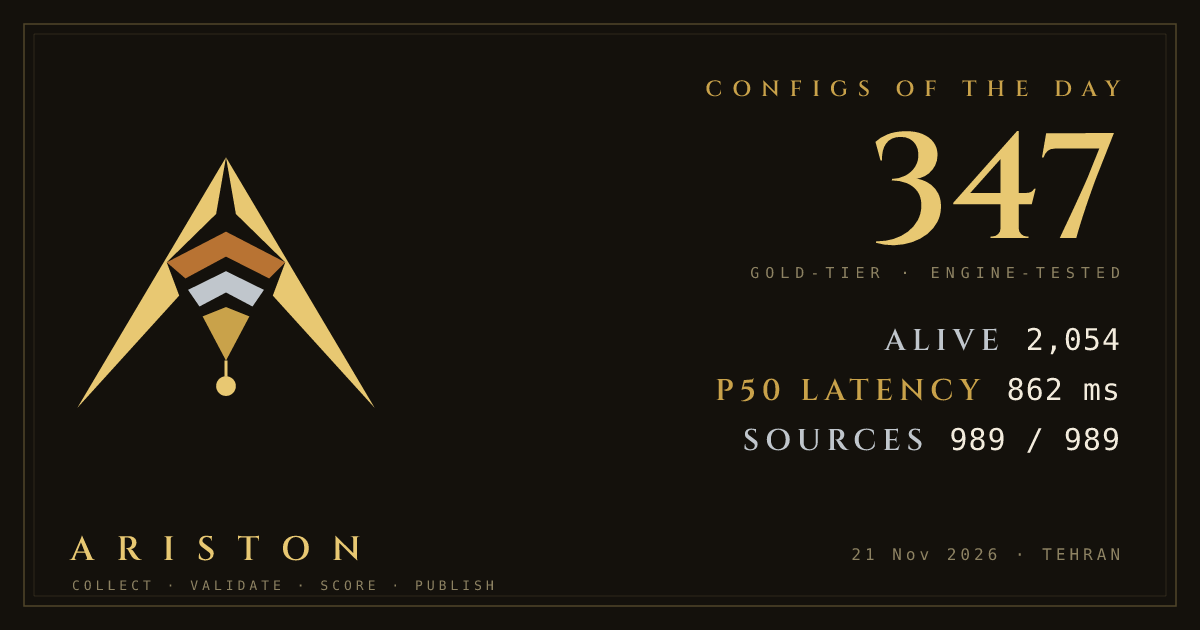 CONFIGS OF THE DAY
347
GOLD-TIER · ENGINE-TESTED
ALIVE 2,054
P50 LATENCY 862 ms
SOURCES 989 / 989
ARISTON
COLLECT · VALIDATE · SCORE · PUBLISH
21 Nov 2026 · TEHRAN